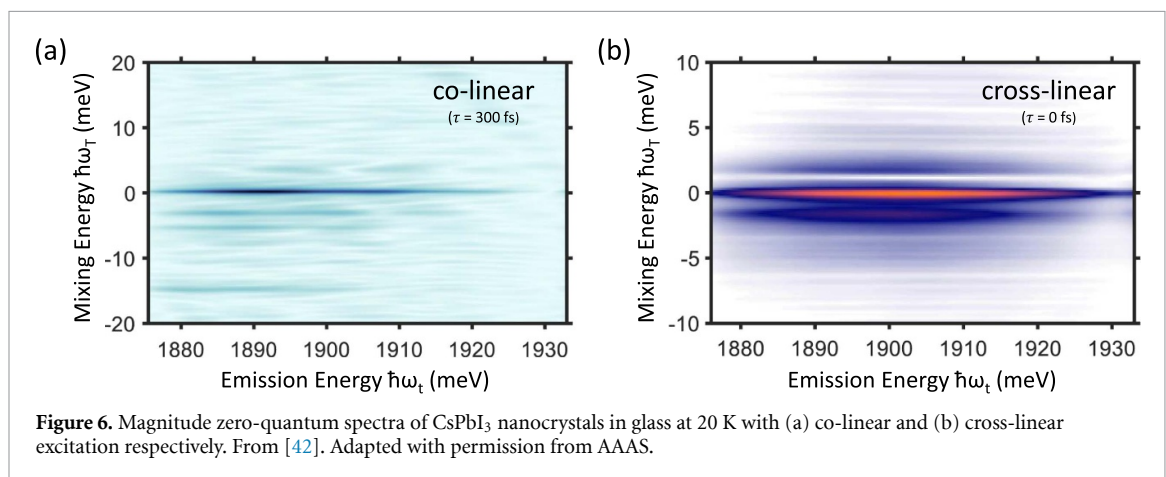 (a)
co-linear
(τ = 300 fs)
Mixing Energy ħω_T (meV)
20
10
0
-10
-20
1880 1890 1900 1910 1920 1930
Emission Energy ħω_t (meV)
(b)
cross-linear
(τ = 0 fs)
Mixing Energy ħω_T (meV)
10
5
0
-5
-10
1880 1890 1900 1910 1920 1930
Emission Energy ħω_t (meV)
Figure 6. Magnitude zero-quantum spectra of CsPbI₃ nanocrystals in glass at 20 K with (a) co-linear and (b) cross-linear
excitation respectively. From [42]. Adapted with permission from AAAS.